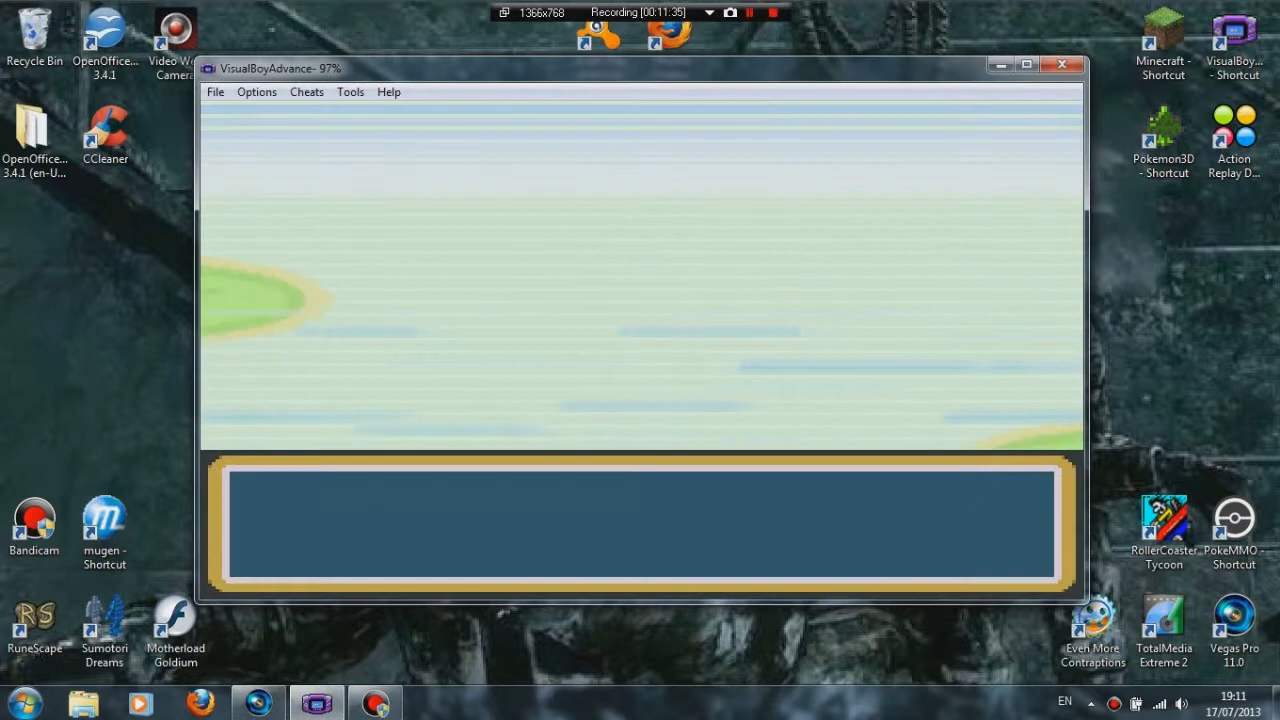 1366x768
Recording [00:11:35]
Recycle Bin
OpenOffice...
3.4.1
Video We...
Camera
Minecraft -
Shortcut
VisualBoy...
- Shortcut
VisualBoyAdvance- 97%
File
Options
Cheats
Tools
Help
OpenOffice...
3.4.1 (en-U...
CCleaner
Pokemon3D
- Shortcut
Action
Replay D...
Bandicam
mugen -
Shortcut
RollerCoaster
Tycoon
PokeMMO -
Shortcut
RS
RuneScape
Sumotori
Dreams
Motherload
Goldium
Even More
Contraptions
TotalMedia
Extreme 2
Vegas Pro
11.0
EN
19:11
17/07/2013